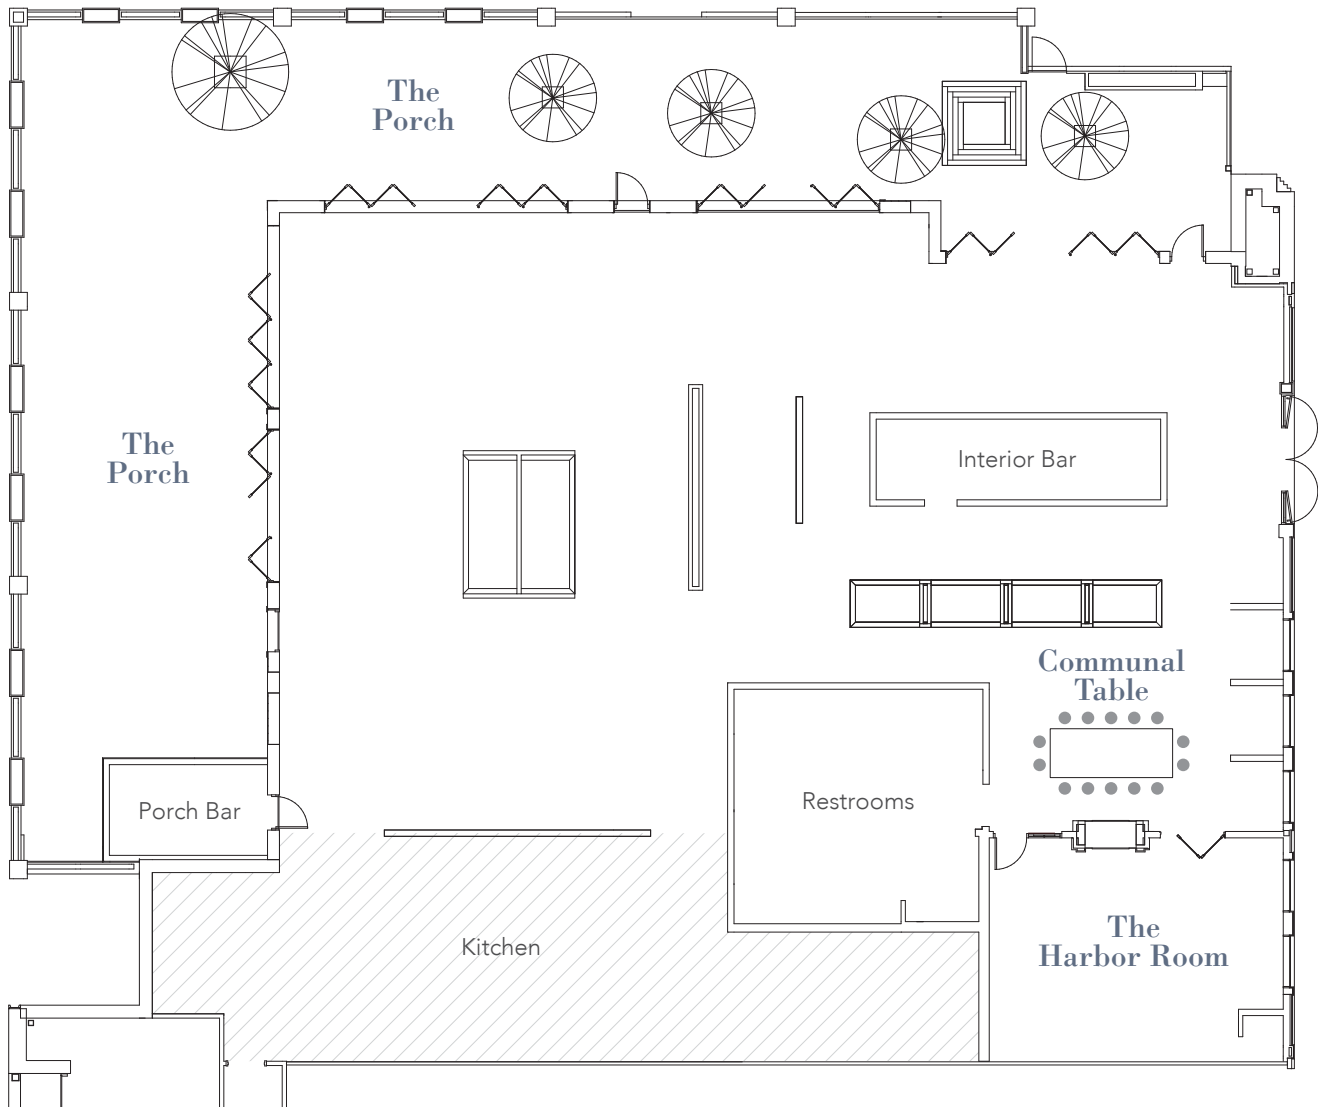 The
Porch
The
Porch
Interior Bar
Communal
Table
Porch Bar
Restrooms
Kitchen
The
Harbor Room